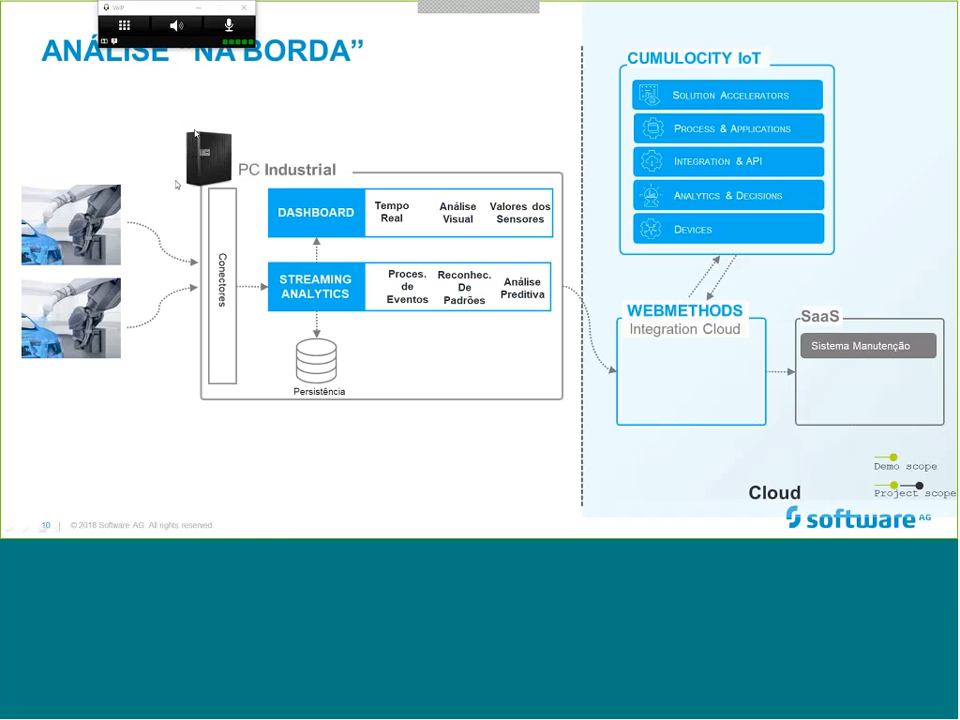 VoIP
ANÁLISE “NA BORDA”
PC Industrial
Conectores
DASHBOARD
Tempo
Real
Análise
Visual
Valores dos
Sensores
STREAMING
ANALYTICS
Proces.
de
Eventos
Reconhec.
De
Padrões
Análise
Preditiva
Persistência
CUMULOCITY IoT
SOLUTION ACCELERATORS
PROCESS & APPLICATIONS
INTEGRATION & API
ANALYTICS & DECISIONS
DEVICES
WEBMETHODS
Integration Cloud
SaaS
Sistema Manutenção
Demo scope
Project scope
Cloud
software AG
10 | © 2018 Software AG. All rights reserved